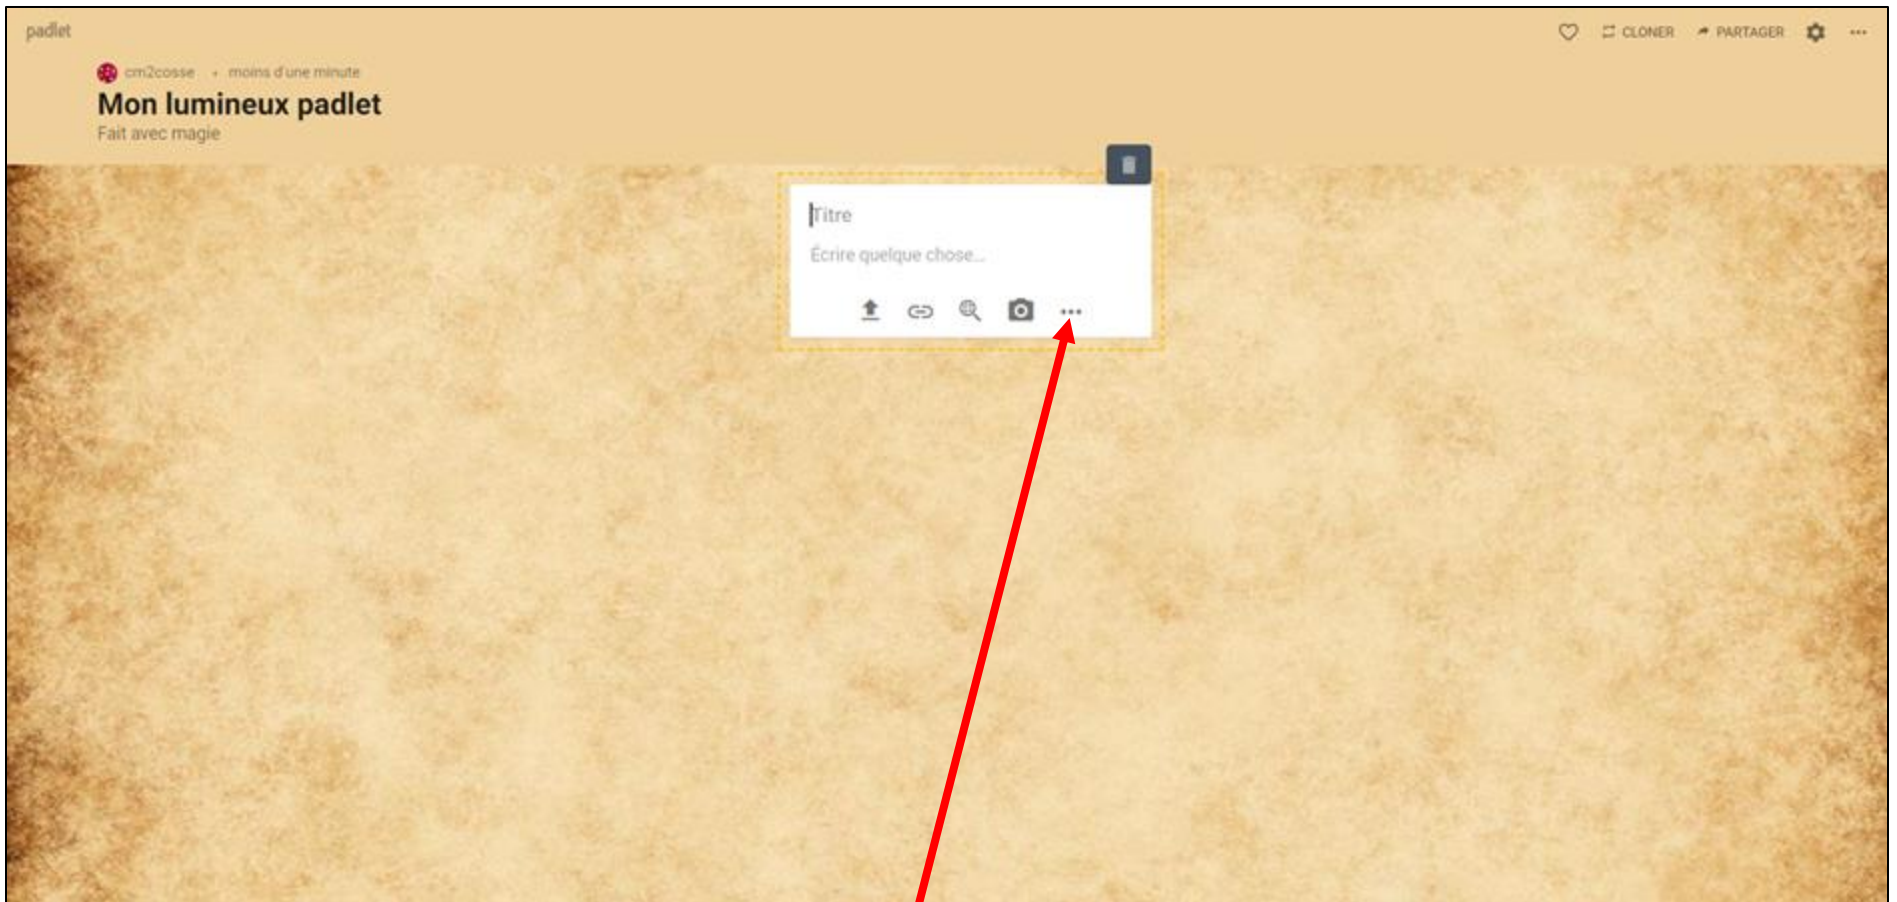 padlet
CLONER PARTAGER
cm2cosse • moins d'une minute
Mon lumineux padlet
Fait avec magie
Titre
Écrire quelque chose...